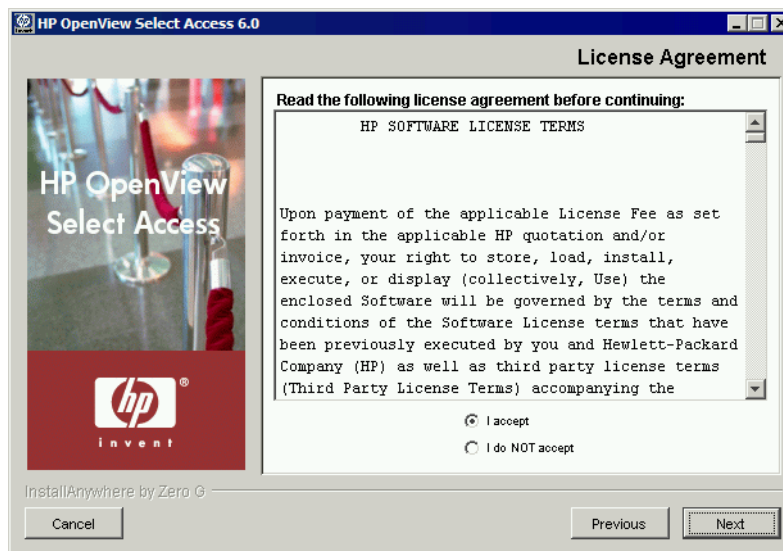 HP OpenView Select Access 6.0
License Agreement
HP OpenView
Select Access
hp
®
invent
Read the following license agreement before continuing:
HP SOFTWARE LICENSE TERMS
Upon payment of the applicable License Fee as set
forth in the applicable HP quotation and/or
invoice, your right to store, load, install,
execute, or display (collectively, Use) the
enclosed Software will be governed by the terms and
conditions of the Software License terms that have
been previously executed by you and Hewlett-Packard
Company (HP) as well as third party license terms
(Third Party License Terms) accompanying the
I accept
I do NOT accept
InstallAnywhere by Zero G
Cancel
Previous
Next